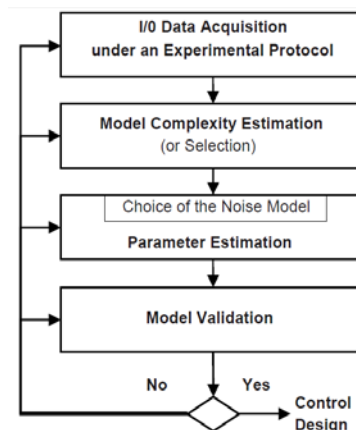 I/0 Data Acquisition
under an Experimental Protocol
Model Complexity Estimation
(or Selection)
Choice of the Noise Model
Parameter Estimation
Model Validation
No Yes
Control
Design